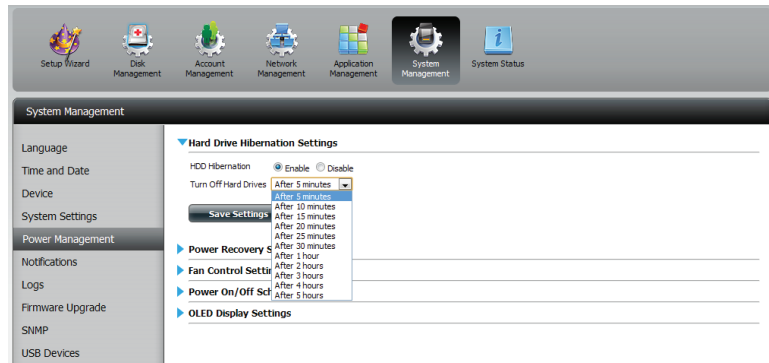 Setup Wizard
Disk Management
Account Management
Network Management
Application Management
System Management
System Status
System Management
Language
Time and Date
Device
System Settings
Power Management
Notifications
Logs
Firmware Upgrade
SNMP
USB Devices
Hard Drive Hibernation Settings
HDD Hibernation Enable Disable
Turn Off Hard Drives After 5 minutes
After 5 minutes
After 10 minutes
After 15 minutes
After 20 minutes
After 25 minutes
After 30 minutes
After 1 hour
After 2 hours
After 3 hours
After 4 hours
After 5 hours
Save Settings
Power Recovery S
Fan Control Settin
Power On/Off Sch
OLED Display Settings